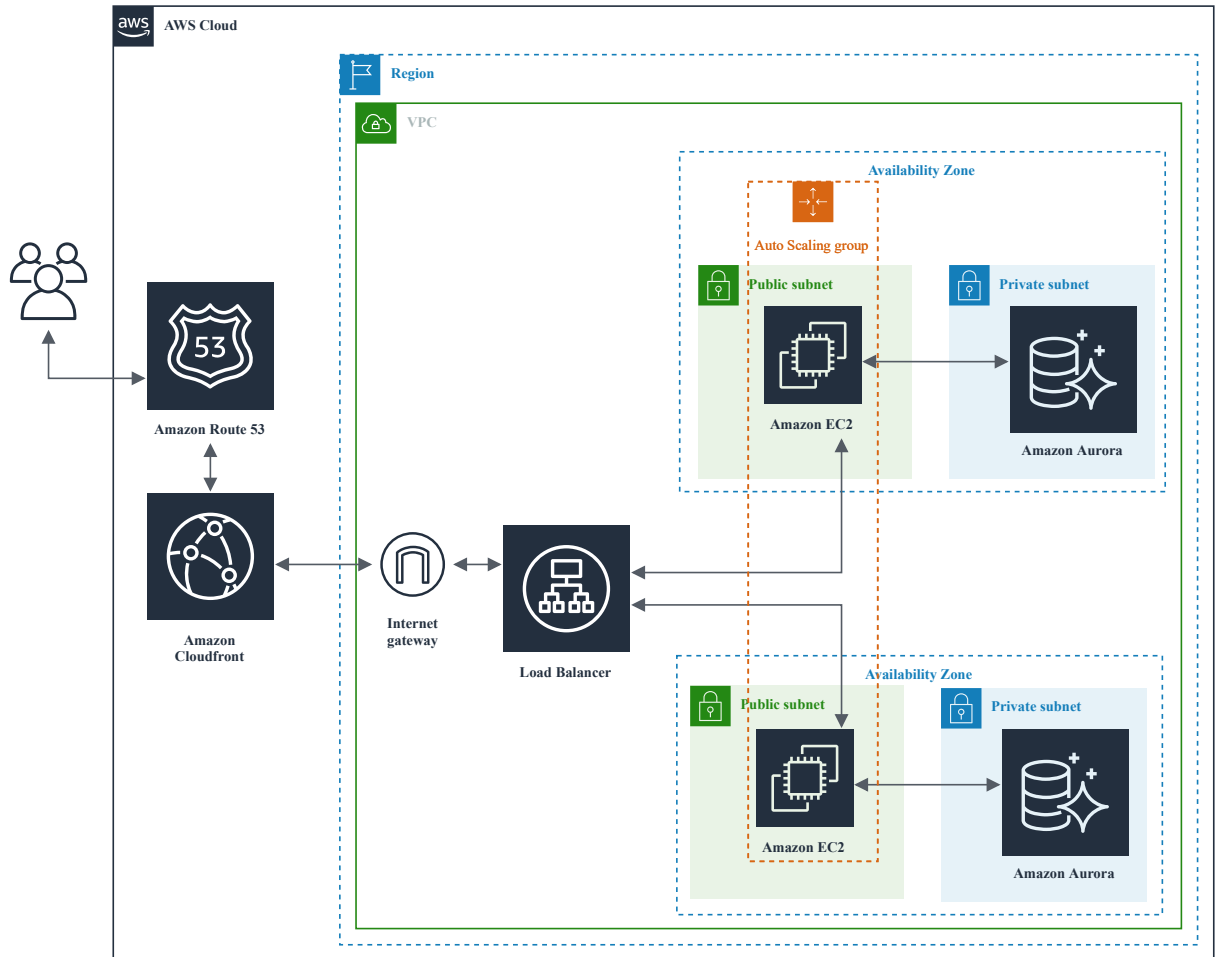 aws
AWS Cloud
Region
VPC
Availability Zone
Auto Scaling group
Public subnet
Private subnet
53
Amazon EC2
Amazon Route 53
Amazon Aurora
Internet
gateway
Amazon
Cloudfront
Load Balancer
Availability Zone
Public subnet
Private subnet
Amazon EC2
Amazon Aurora